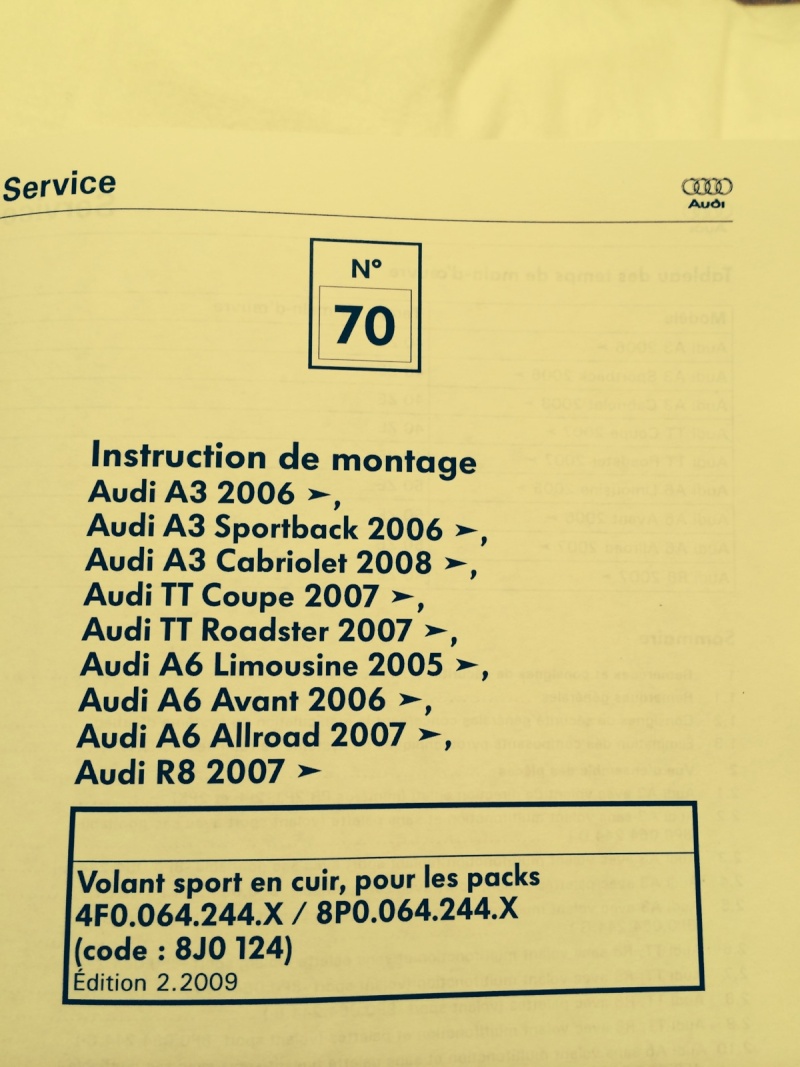 Service
Audi
N°
70
Instruction de montage
Audi A3 2006 ➤,
Audi A3 Sportback 2006 ➤,
Audi A3 Cabriolet 2008 ➤,
Audi TT Coupe 2007 ➤,
Audi TT Roadster 2007 ➤,
Audi A6 Limousine 2005 ➤,
Audi A6 Avant 2006 ➤,
Audi A6 Allroad 2007 ➤,
Audi R8 2007 ➤
Volant sport en cuir, pour les packs
4F0.064.244.X / 8P0.064.244.X
(code : 8J0 124)
Édition 2.2009